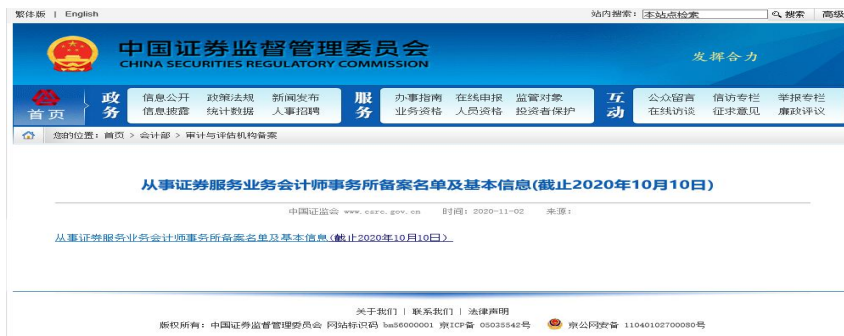 繁体版 | English 站内搜索: 本站点检索 搜索 高级
中国证券监督管理委员会 发挥合力
CHINA SECURITIES REGULATORY COMMISSION
首页 政务 信息公开 政策法规 新闻发布 服务 办事指南 在线申报 监管对象 互动 公众留言 信访专栏 举报专栏
信息披露 统计数据 人事招聘 业务资格 人员资格 投资者保护 在线访谈 征求意见 廉政评议
您的位置: 首页 > 会计部 > 审计与评估机构备案
从事证券服务业务会计师事务所备案名单及基本信息(截止2020年10月10日)
中国证监会 www.csrc.gov.cn 时间: 2020-11-02 来源:
从事证券服务业务会计师事务所备案名单及基本信息(截止2020年10月10日)
关于我们 | 联系我们 | 法律声明
版权所有: 中国证券监督管理委员会 网站标识码 bm56000001 京ICP备 05035542号 京公网安备 11040102700080号